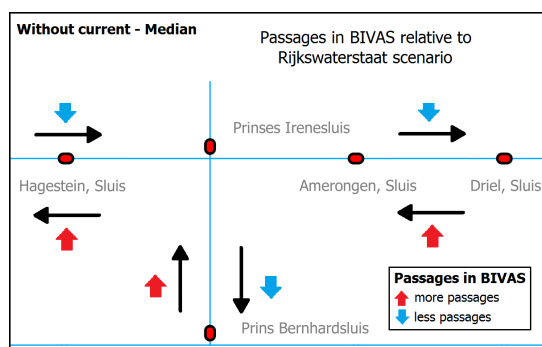 Without current - Median
Passages in BIVAS relative to
Rijkswaterstaat scenario
Prinses Irenesluis
Hagestein, Sluis
Amerongen, Sluis
Driel, Sluis
Prins Bernhardsluis
Passages in BIVAS
more passages
less passages